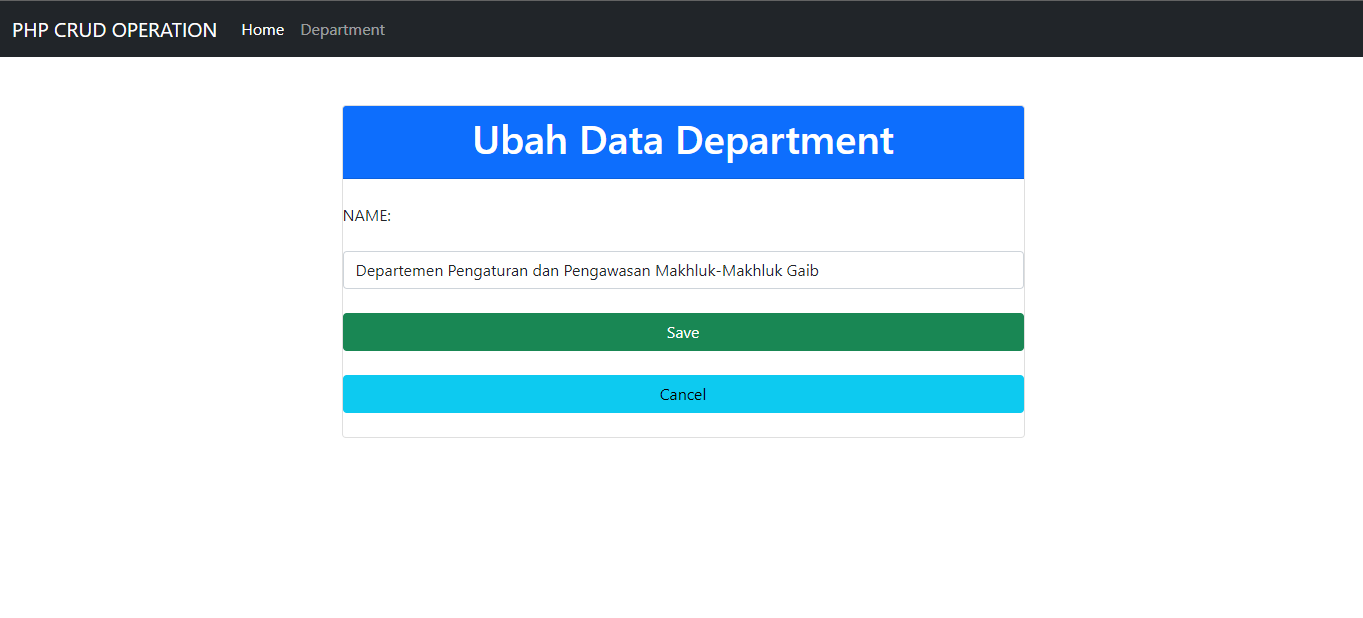 PHP CRUD OPERATION Home Department
Ubah Data Department
NAME:
Departemen Pengaturan dan Pengawasan Makhluk-Makhluk Gaib
Save
Cancel